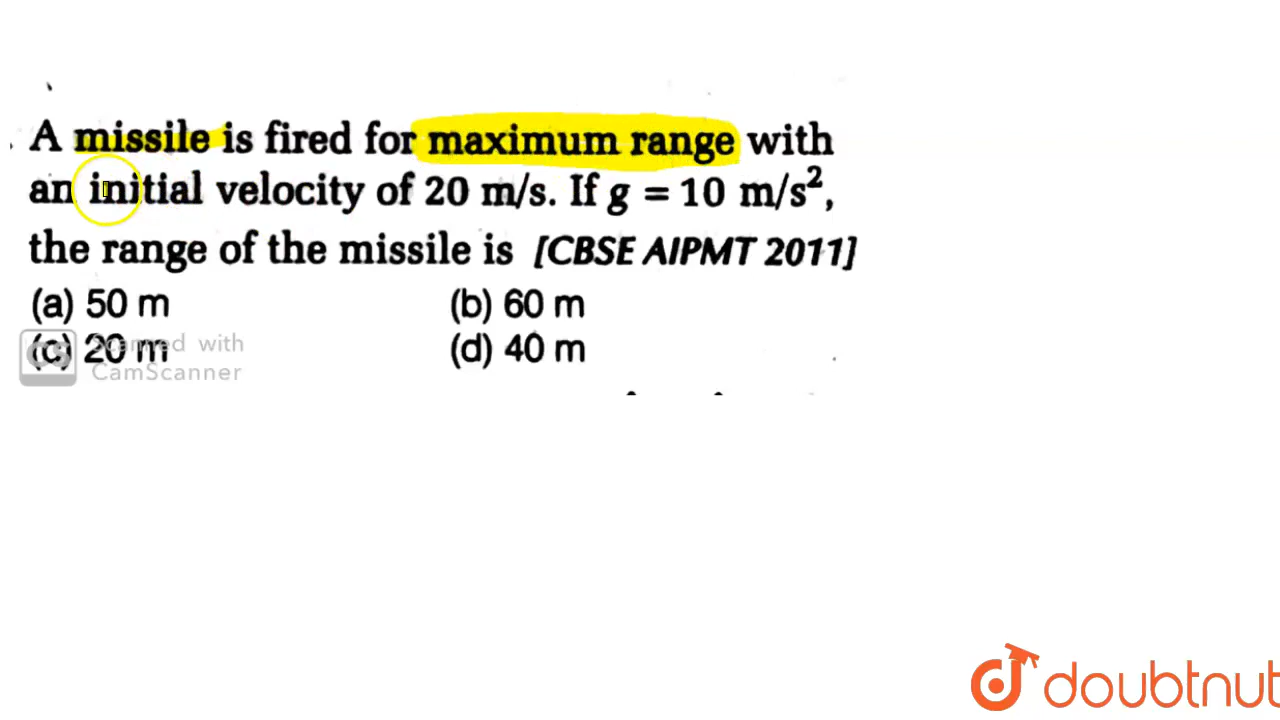 A missile is fired for maximum range with
an initial velocity of 20 m/s. If g = 10 m/s²,
the range of the missile is [CBSE AIPMT 2011]
(a) 50 m (b) 60 m
(c) 20 m (d) 40 m
CS Scanned with
CamScanner
doubtnut